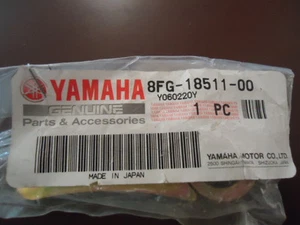 YAMAHA 8FG-18511-00
Y060220Y
GENUINE
Parts & Accessories
1 PC
MADE IN JAPAN
YAMAHA MOTOR CO.,LTD.